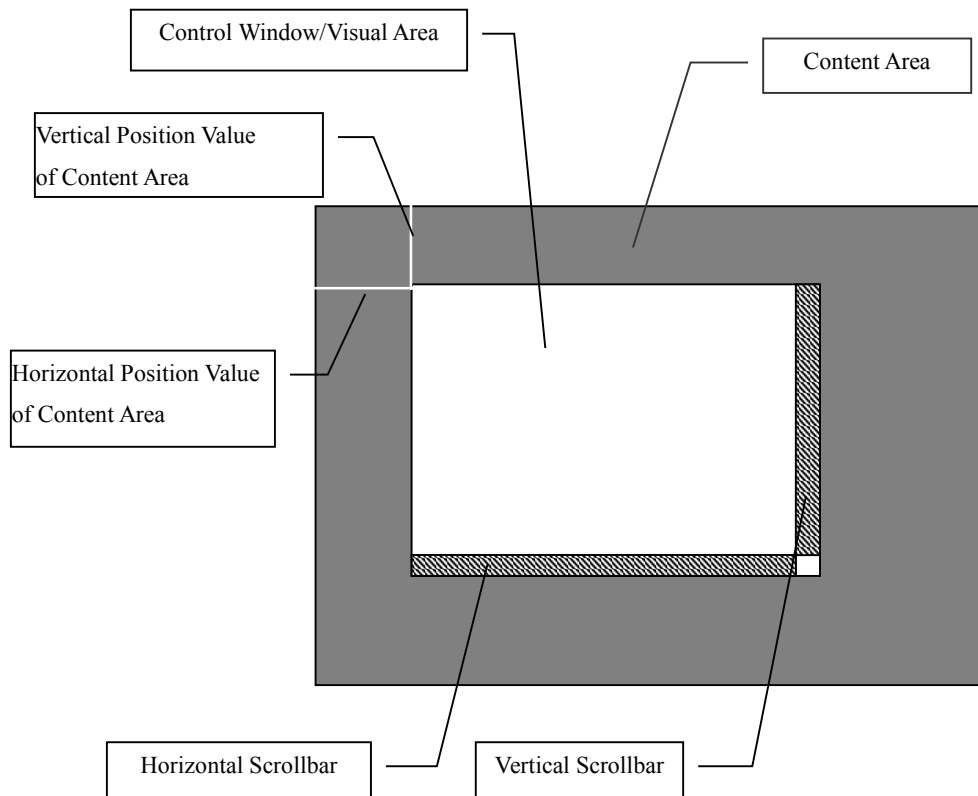 Control Window/Visual Area
Content Area
Vertical Position Value
of Content Area
Horizontal Position Value
of Content Area
Horizontal Scrollbar
Vertical Scrollbar